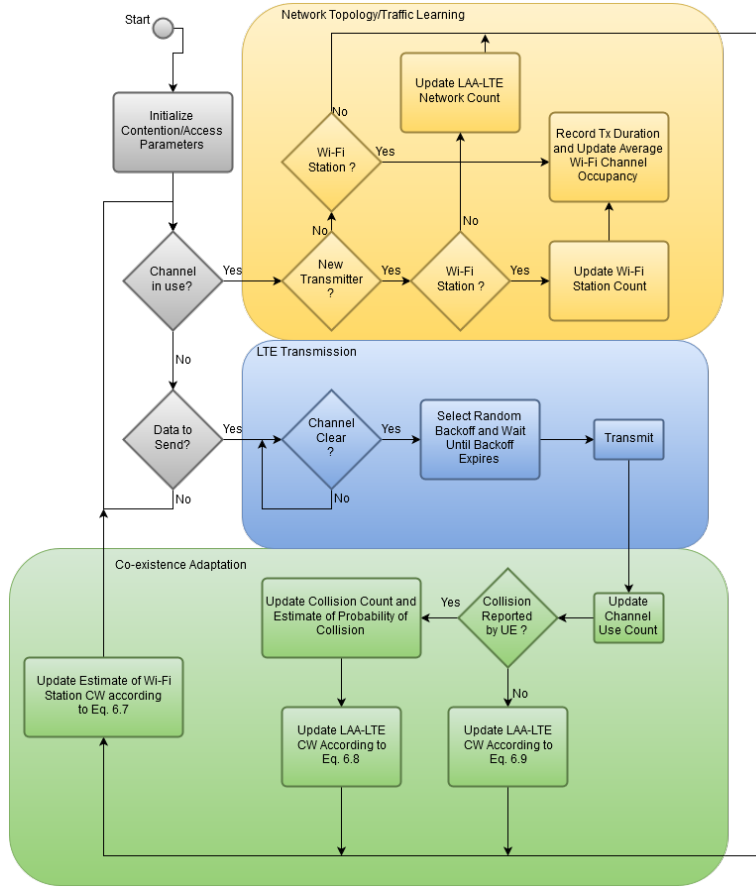 Network Topology/Traffic Learning
Start
Initialize
Contention/Access
Parameters
No
Wi-Fi
Station ?
Yes
Update LAA-LTE
Network Count
Record Tx Duration
and Update Average
Wi-Fi Channel
Occupancy
No
No
Channel
in use?
Yes
New
Transmitter
?
Yes
Wi-Fi
Station ?
Yes
Update Wi-Fi
Station Count
No
LTE Transmission
Data to
Send?
Yes
No
Channel
Clear
?
Yes
No
Select Random
Backoff and Wait
Until Backoff
Expires
Transmit
Co-existence Adaptation
Update Collision Count and
Estimate of Probability of
Collision
Yes
Collision
Reported
by UE ?
Update
Channel
Use Count
No
Update Estimate of Wi-Fi
Station CW according
to Eq. 6.7
Update LAA-LTE
CW According to
Eq. 6.8
Update LAA-LTE
CW According to
Eq. 6.9